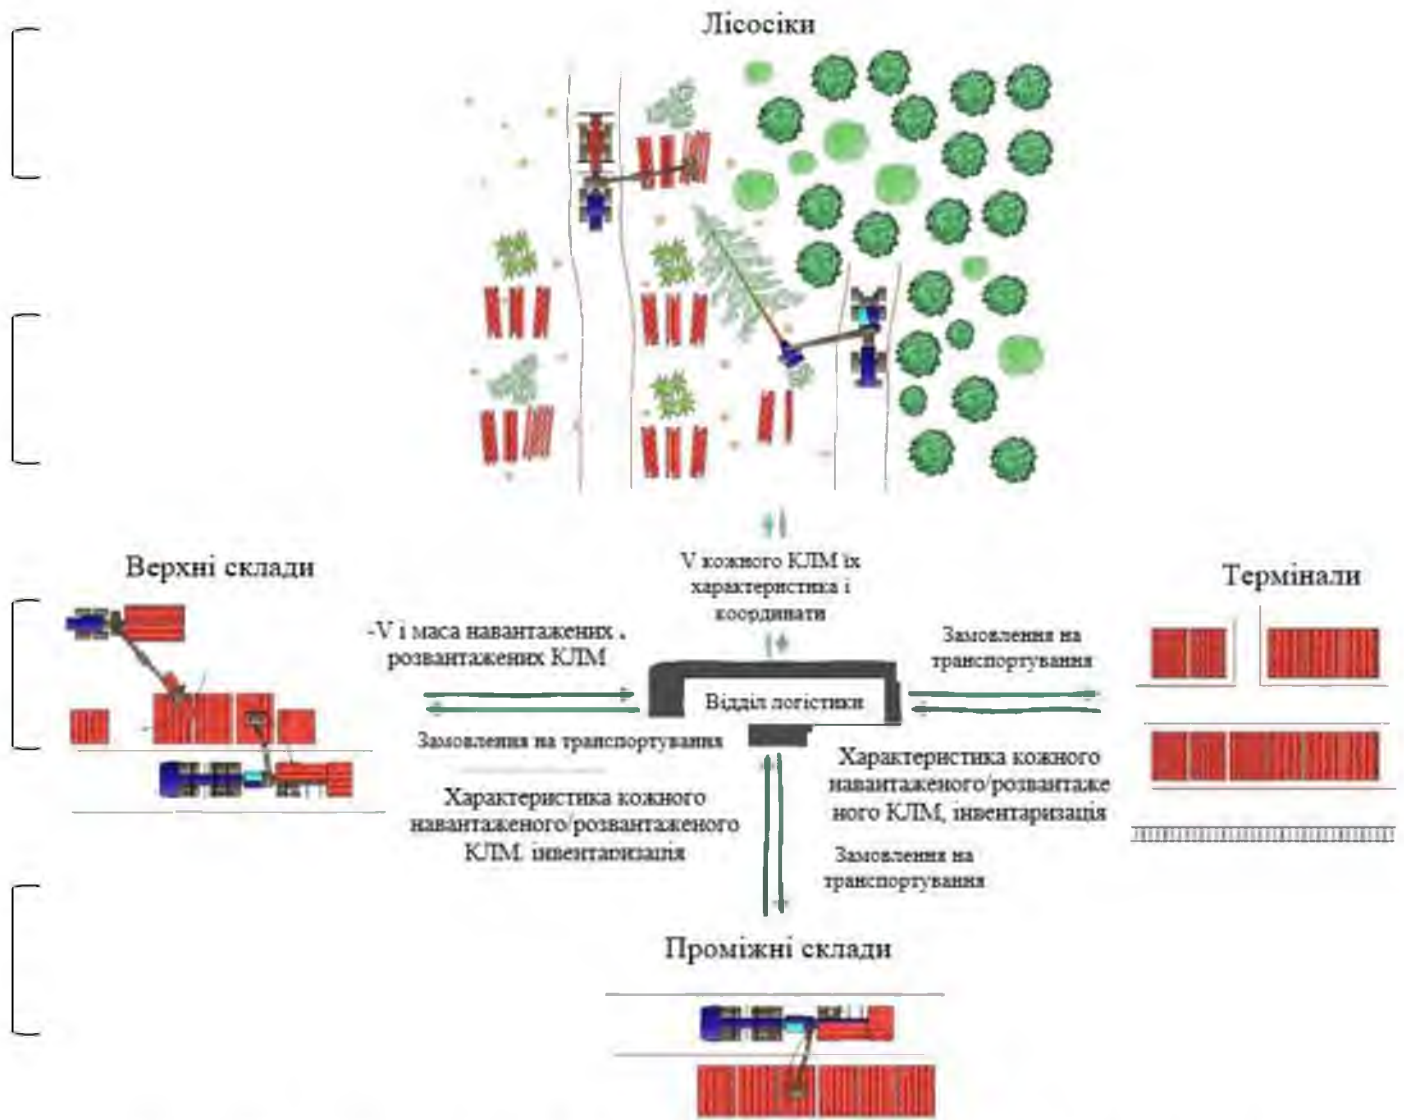 Лісосіки
V кожного КЛМ їх
характеристика і
координати
Верхні склади
Термінали
-V і маса навантажених .
розвантажених КЛМ
Замовлення на
транспортування
Відділ логістики
Замовлення на транспортування
Характеристика кожного
навантаженого/розвантаженого
КЛМ. інвентаризація
Характеристика кожного
навантаженого/розвантаже
ного КЛМ, інвентаризація
Замовлення на
транспортування
Проміжні склади